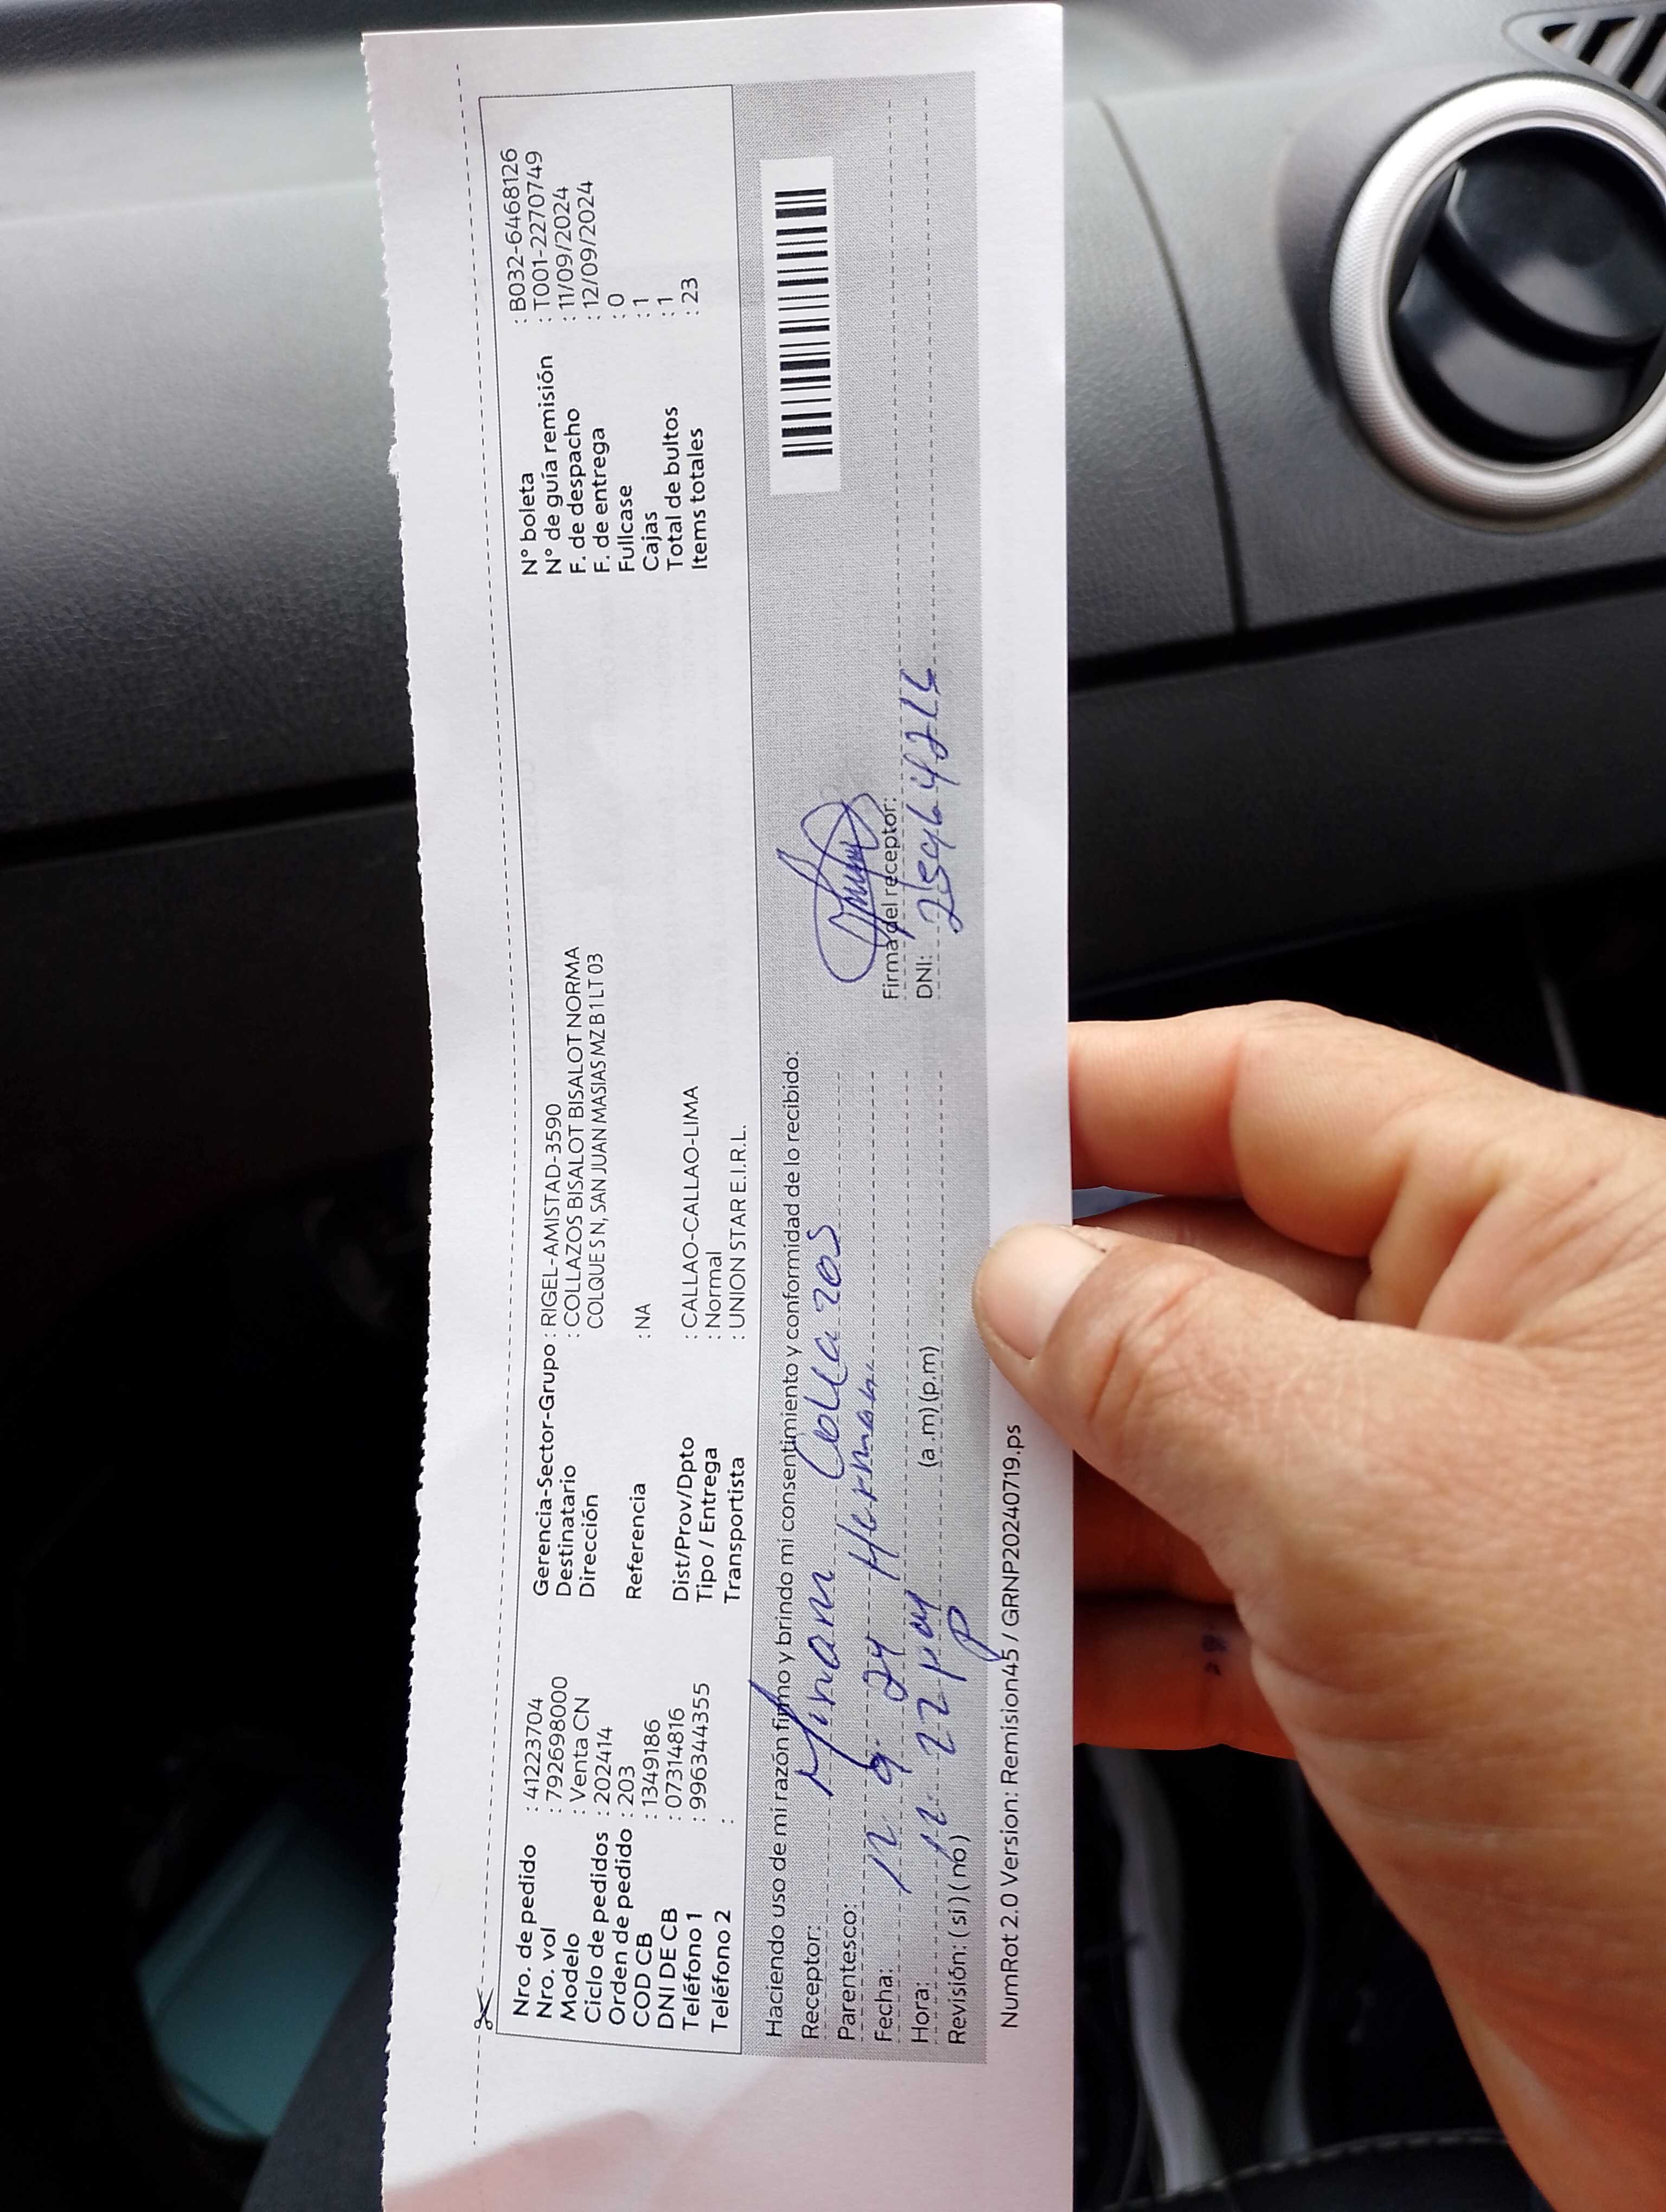 Nro. de pedido : 41223704
Nro. vol : 792698000
Modelo : Venta CN
Ciclo de pedidos : 202414
Orden de pedido : 203
COD CB : 1349186
DNI DE CB : 07314816
Teléfono 1 : 996344355
Teléfono 2 :
Gerencia-Sector-Grupo : RIGEL-AMISTAD-3590
Destinatario : COLLAZOS BISALOT BISALOT NORMA
Dirección COLQUE S N, SAN JUAN MASIAS MZ B 1 LT 03
Referencia : NA
Dist/Prov/Dpto : CALLAO-CALLAO-LIMA
Tipo / Entrega : Normal
Transportista : UNION STAR E.I.R.L.
N° boleta : B032-6468126
N° de guía remisión : T001-2270749
F. de despacho : 11/09/2024
F. de entrega : 12/09/2024
Fullcase : 0
Cajas : 1
Total de bultos : 1
Items totales : 23
Haciendo uso de mi razón firmo y brindo mi consentimiento y conformidad de lo recibido:
Receptor: Miriam Collazos
Parentesco: Hermana
Fecha: 12 9. 24
Hora: (a .m) (p.m)
Revisión: ( si ) ( no )
Firma del receptor:
DNI:
NumRot 2.0 Version: Remision45 / GRNP20240719.ps